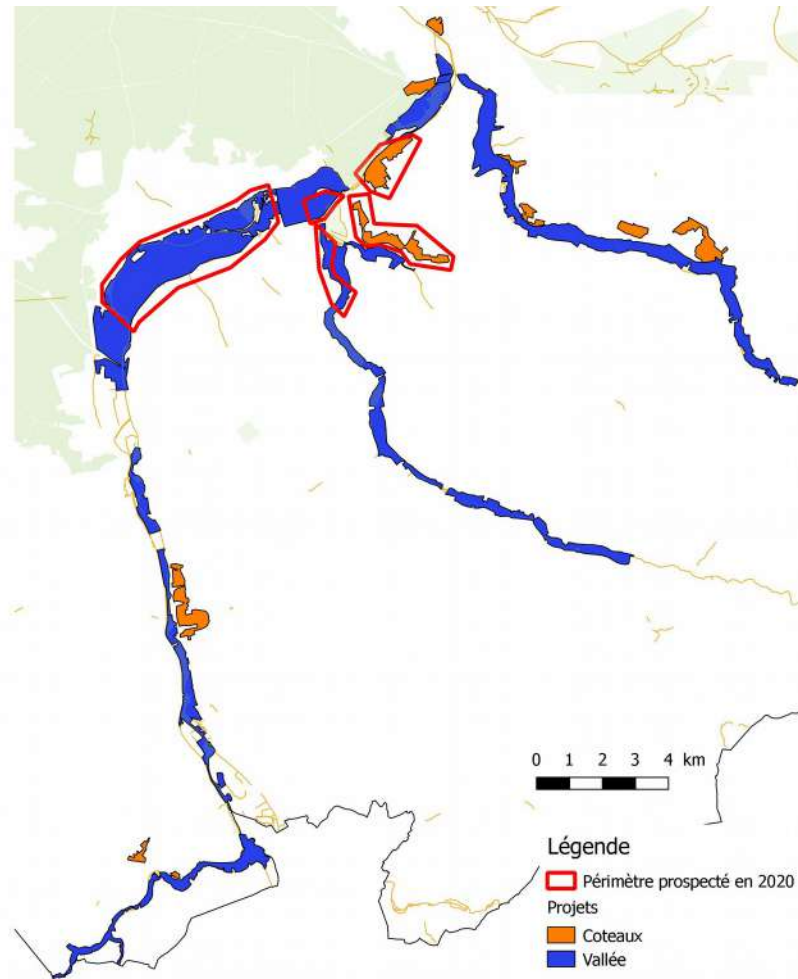 0 1 2 3 4 km
Légende
Périmètre prospecté en 2020
Projets
Coteaux
Vallée